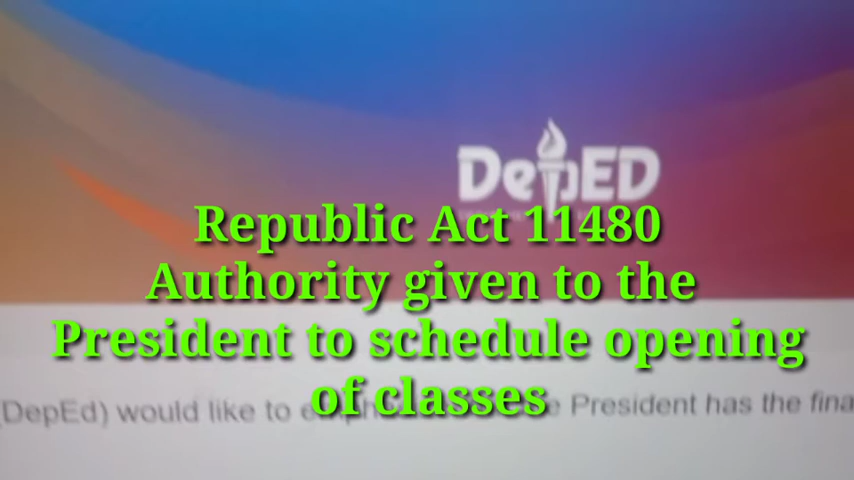 DepED
Republic Act 11480
Authority given to the
President to schedule opening
of classes
(DepEd) would like to President has the